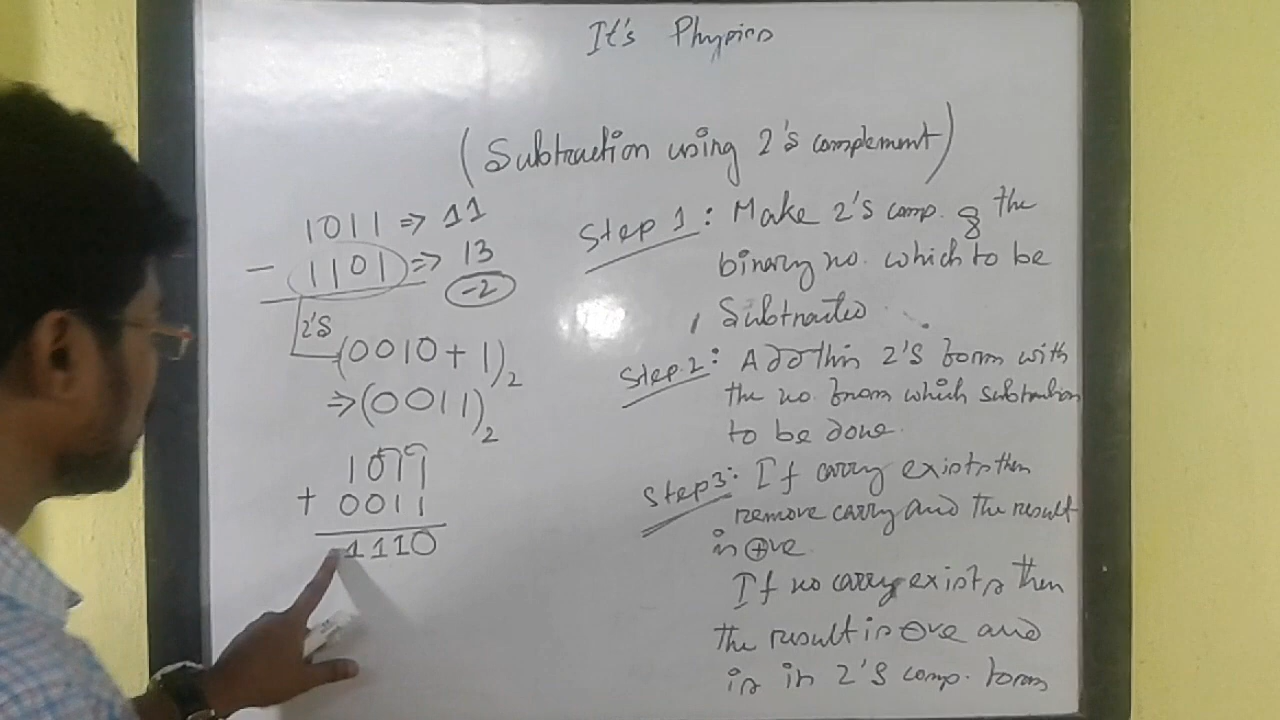 It's Physics
(Subtraction using 2's complement)
1011 => 11
- 1101 => 13
-2
2's
(0010 + 1)2
=> (0011)2
1011
+ 0011
1110
Step 1: Make 2's comp. of the
binary no. which to be
Subtracted
Step 2: Add this 2's form with
the no. from which subtraction
to be done.
Step 3: If carry exists then
remove carry and the result
is +ve
If no carry exists then
the result is -ve and
is in 2's comp. form